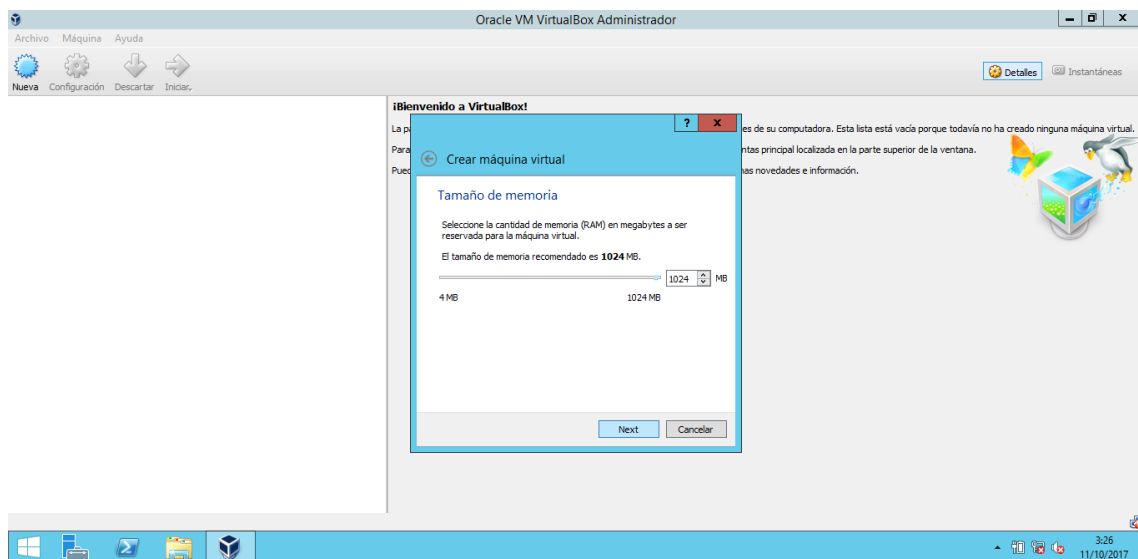 Oracle VM VirtualBox Administrador
Archivo Máquina Ayuda
Nueva Configuración Descartar Iniciar
Detalles Instantáneas
¡Bienvenido a VirtualBox!
La es de su computadora. Esta lista está vacía porque todavía no ha creado ninguna máquina virtual.
Para ntas principal localizada en la parte superior de la ventana.
Pued as novedades e información.
? x
Crear máquina virtual
Tamaño de memoria
Seleccione la cantidad de memoria (RAM) en megabytes a ser
reservada para la máquina virtual.
El tamaño de memoria recomendado es 1024 MB.
1024 MB
4 MB 1024 MB
Next Cancelar
3:26
11/10/2017